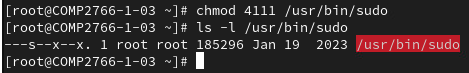 [root@COMP2766-1-03 ~]# chmod 4111 /usr/bin/sudo
[root@COMP2766-1-03 ~]# ls -l /usr/bin/sudo
---s--x--x. 1 root root 185296 Jan 19  2023 /usr/bin/sudo
[root@COMP2766-1-03 ~]#